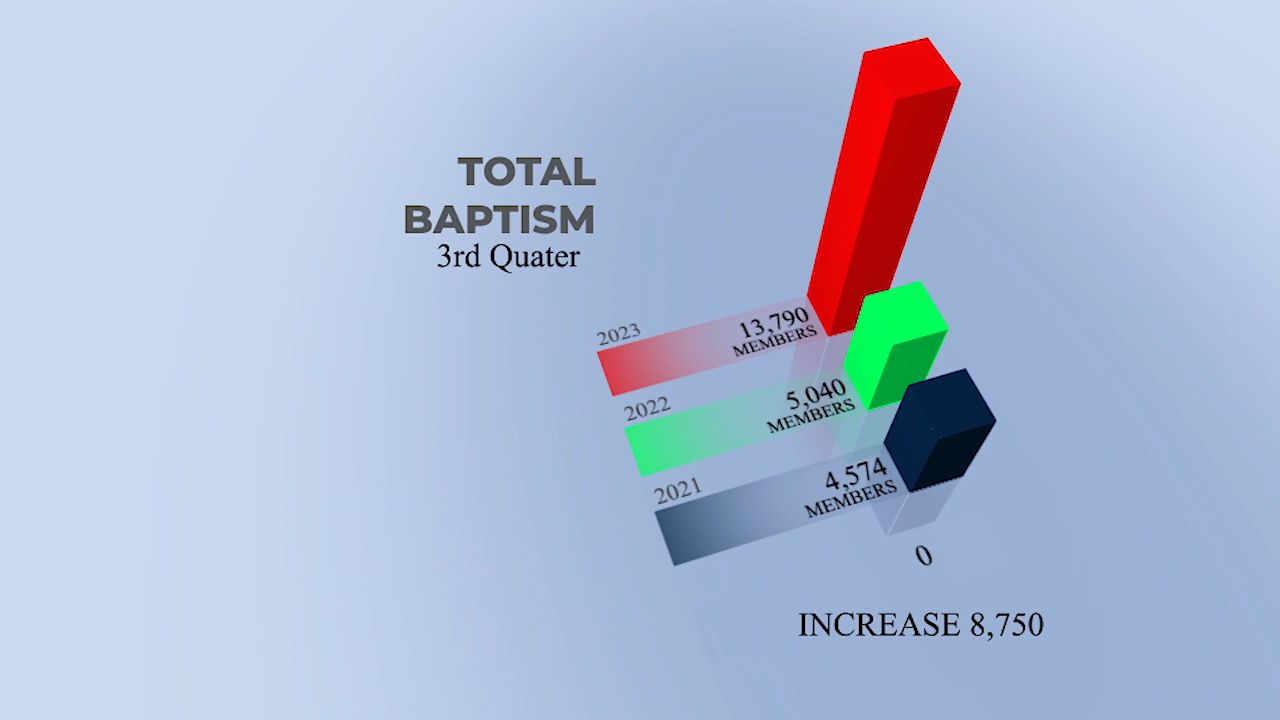 TOTAL
BAPTISM
3rd Quater
2023
13,790
MEMBERS
2022
5,040
MEMBERS
2021
4,574
MEMBERS
0
INCREASE 8,750